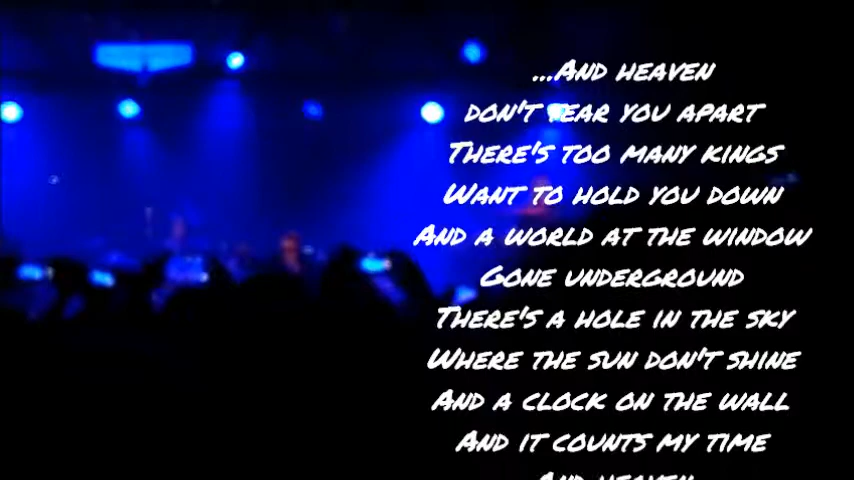 ...And heaven
don't tear you apart
There's too many kings
Want to hold you down
And a world at the window
Gone underground
There's a hole in the sky
Where the sun don't shine
And a clock on the wall
And it counts my time
And heaven